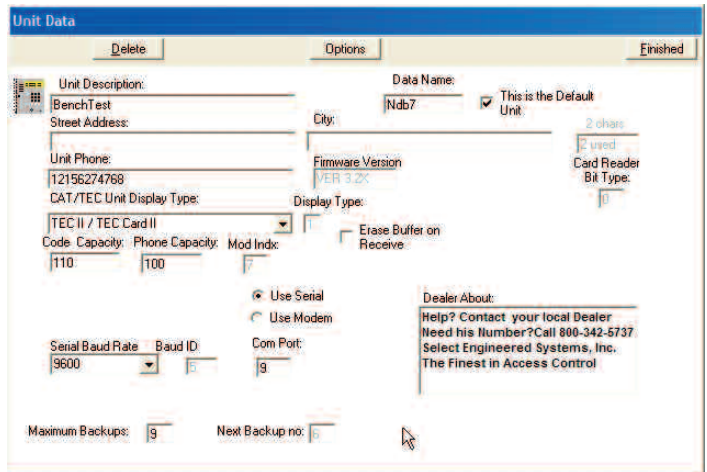 Unit Data
Delete Options Finished
Unit Description: Data Name:
BenchTest Ndb7 This is the Default
Unit
Street Address: City: 2 chars
2 used
Unit Phone: Firmware Version Card Reader
12156274768 VER 3.2X Bit Type:
0
CAT/TEC Unit Display Type: Display Type:
TEC II / TEC Card II 1 Erase Buffer on
Receive
Code Capacity: Phone Capacity: Mod Indx:
110 100 7
Use Serial Dealer About:
Use Modem Help? Contact your local Dealer
Need his Number?Call 800-342-5737
Select Engineered Systems, Inc.
The Finest in Access Control
Serial Baud Rate Baud ID Com Port:
9600 6 9
Maximum Backups: 9 Next Backup no: 6